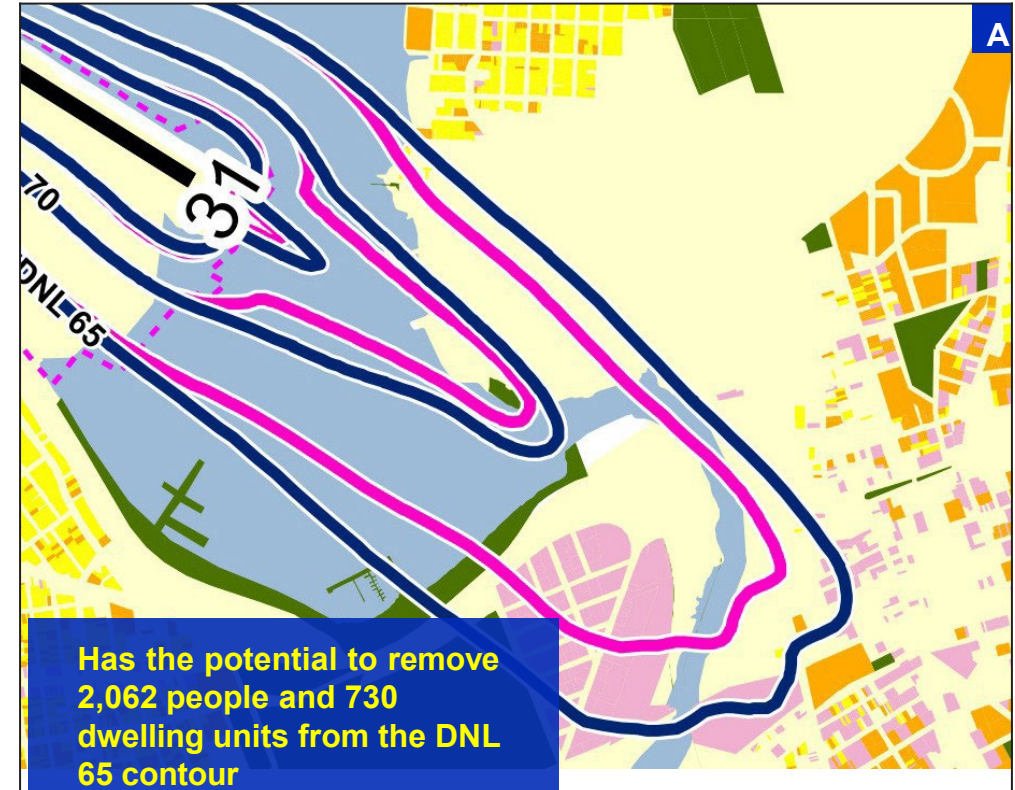 A
31
70
DNL 65
Has the potential to remove
2,062 people and 730
dwelling units from the DNL
65 contour